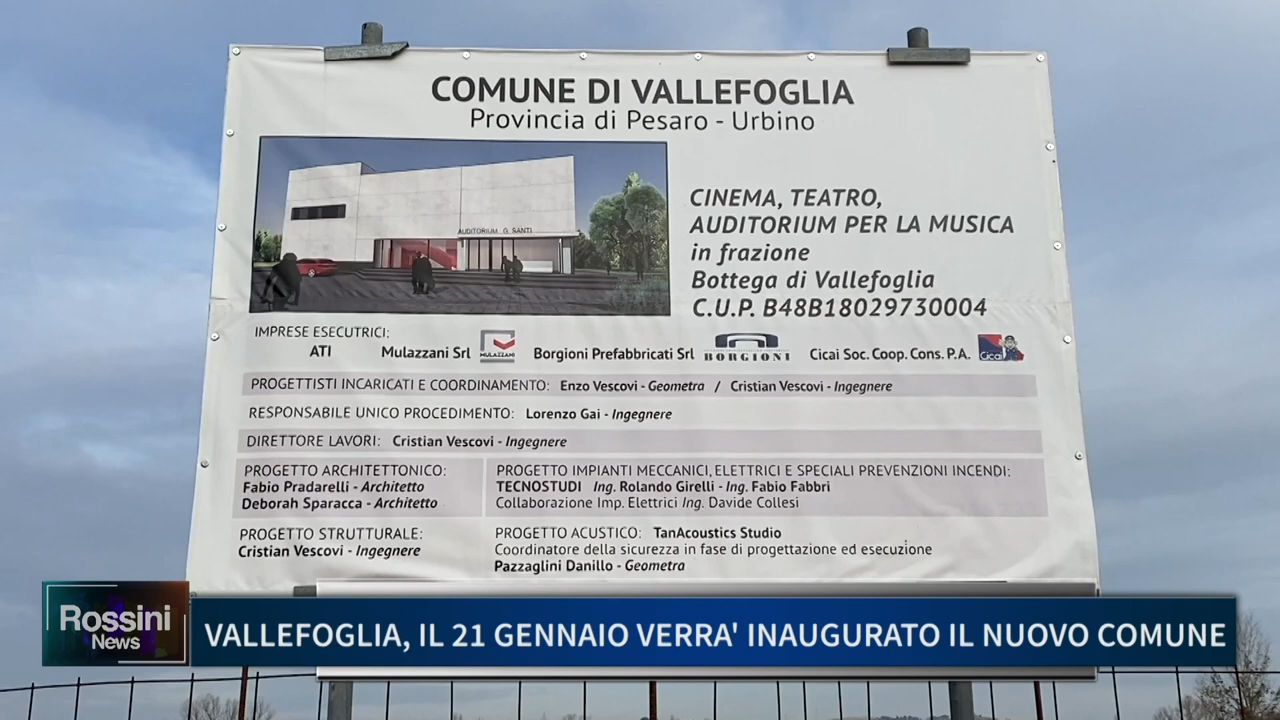 COMUNE DI VALLEFOGLIA
Provincia di Pesaro - Urbino
AUDITORIUM G. SANTI
CINEMA, TEATRO,
AUDITORIUM PER LA MUSICA
in frazione
Bottega di Vallefoglia
C.U.P. B48B18029730004
IMPRESE ESECUTRICI:
ATI Mulazzani Srl MULAZZANI Borgioni Prefabbricati Srl BORGIONI Cicai Soc. Coop. Cons. P.A. Cicai
PROGETTISTI INCARICATI E COORDINAMENTO: Enzo Vescovi - Geometra / Cristian Vescovi - Ingegnere
RESPONSABILE UNICO PROCEDIMENTO: Lorenzo Gai - Ingegnere
DIRETTORE LAVORI: Cristian Vescovi - Ingegnere
PROGETTO ARCHITETTONICO:
Fabio Pradarelli - Architetto
Deborah Sparacca - Architetto
PROGETTO IMPIANTI MECCANICI, ELETTRICI E SPECIALI PREVENZIONI INCENDI:
TECNOSTUDI Ing. Rolando Girelli - Ing. Fabio Fabbri
Collaborazione Imp. Elettrici Ing. Davide Collesi
PROGETTO STRUTTURALE:
Cristian Vescovi - Ingegnere
PROGETTO ACUSTICO: TanAcoustics Studio
Coordinatore della sicurezza in fase di progettazione ed esecuzione
Pazzaglini Danillo - Geometra
Rossini
News
VALLEFOGLIA, IL 21 GENNAIO VERRA' INAUGURATO IL NUOVO COMUNE